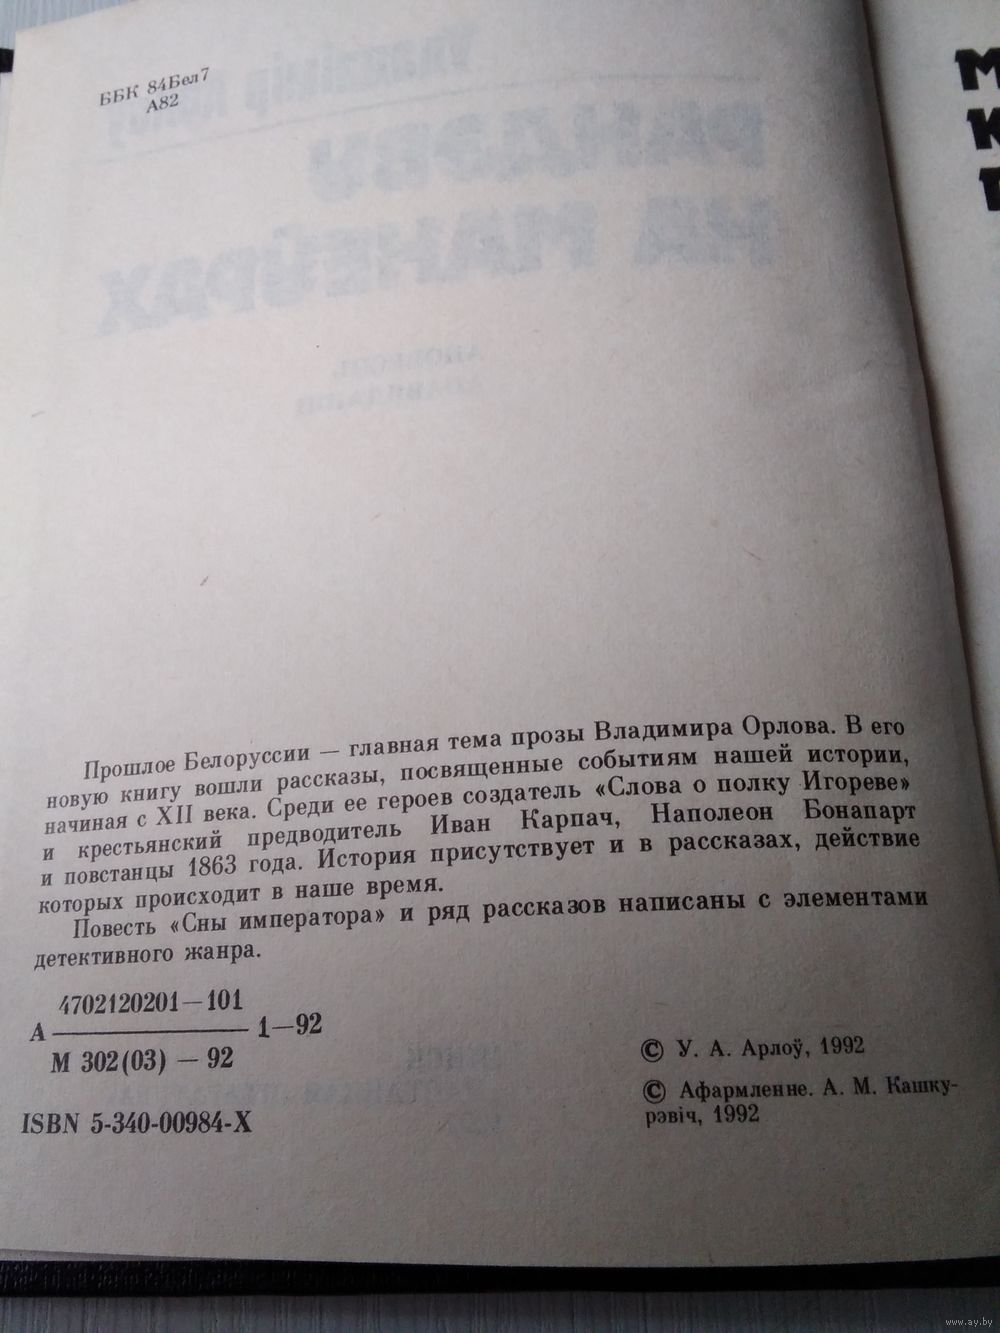 ББК 84Бел7
А82
М
К
Прошлое Белоруссии — главная тема прозы Владимира Орлова. В его
новую книгу вошли рассказы, посвященные событиям нашей истории,
начиная с XII века. Среди ее героев создатель «Слова о полку Игореве»
и крестьянский предводитель Иван Карпач, Наполеон Бонапарт
и повстанцы 1863 года. История присутствует и в рассказах, действие
которых происходит в наше время.
Повесть «Сны императора» и ряд рассказов написаны с элементами
детективного жанра.
4702120201—101
А ——— 1—92
М 302(03) — 92
ISBN 5-340-00984-X
© У. А. Арлоў, 1992
© Афармленне. А. М. Кашку-
рэвіч, 1992
www.ay.by